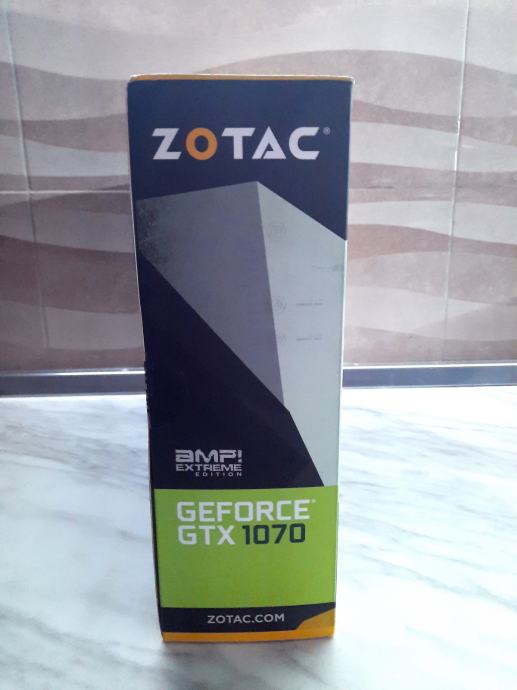 ZOTAC®
AMP!
EXTREME
EDITION
GEFORCE®
GTX 1070
ZOTAC.COM